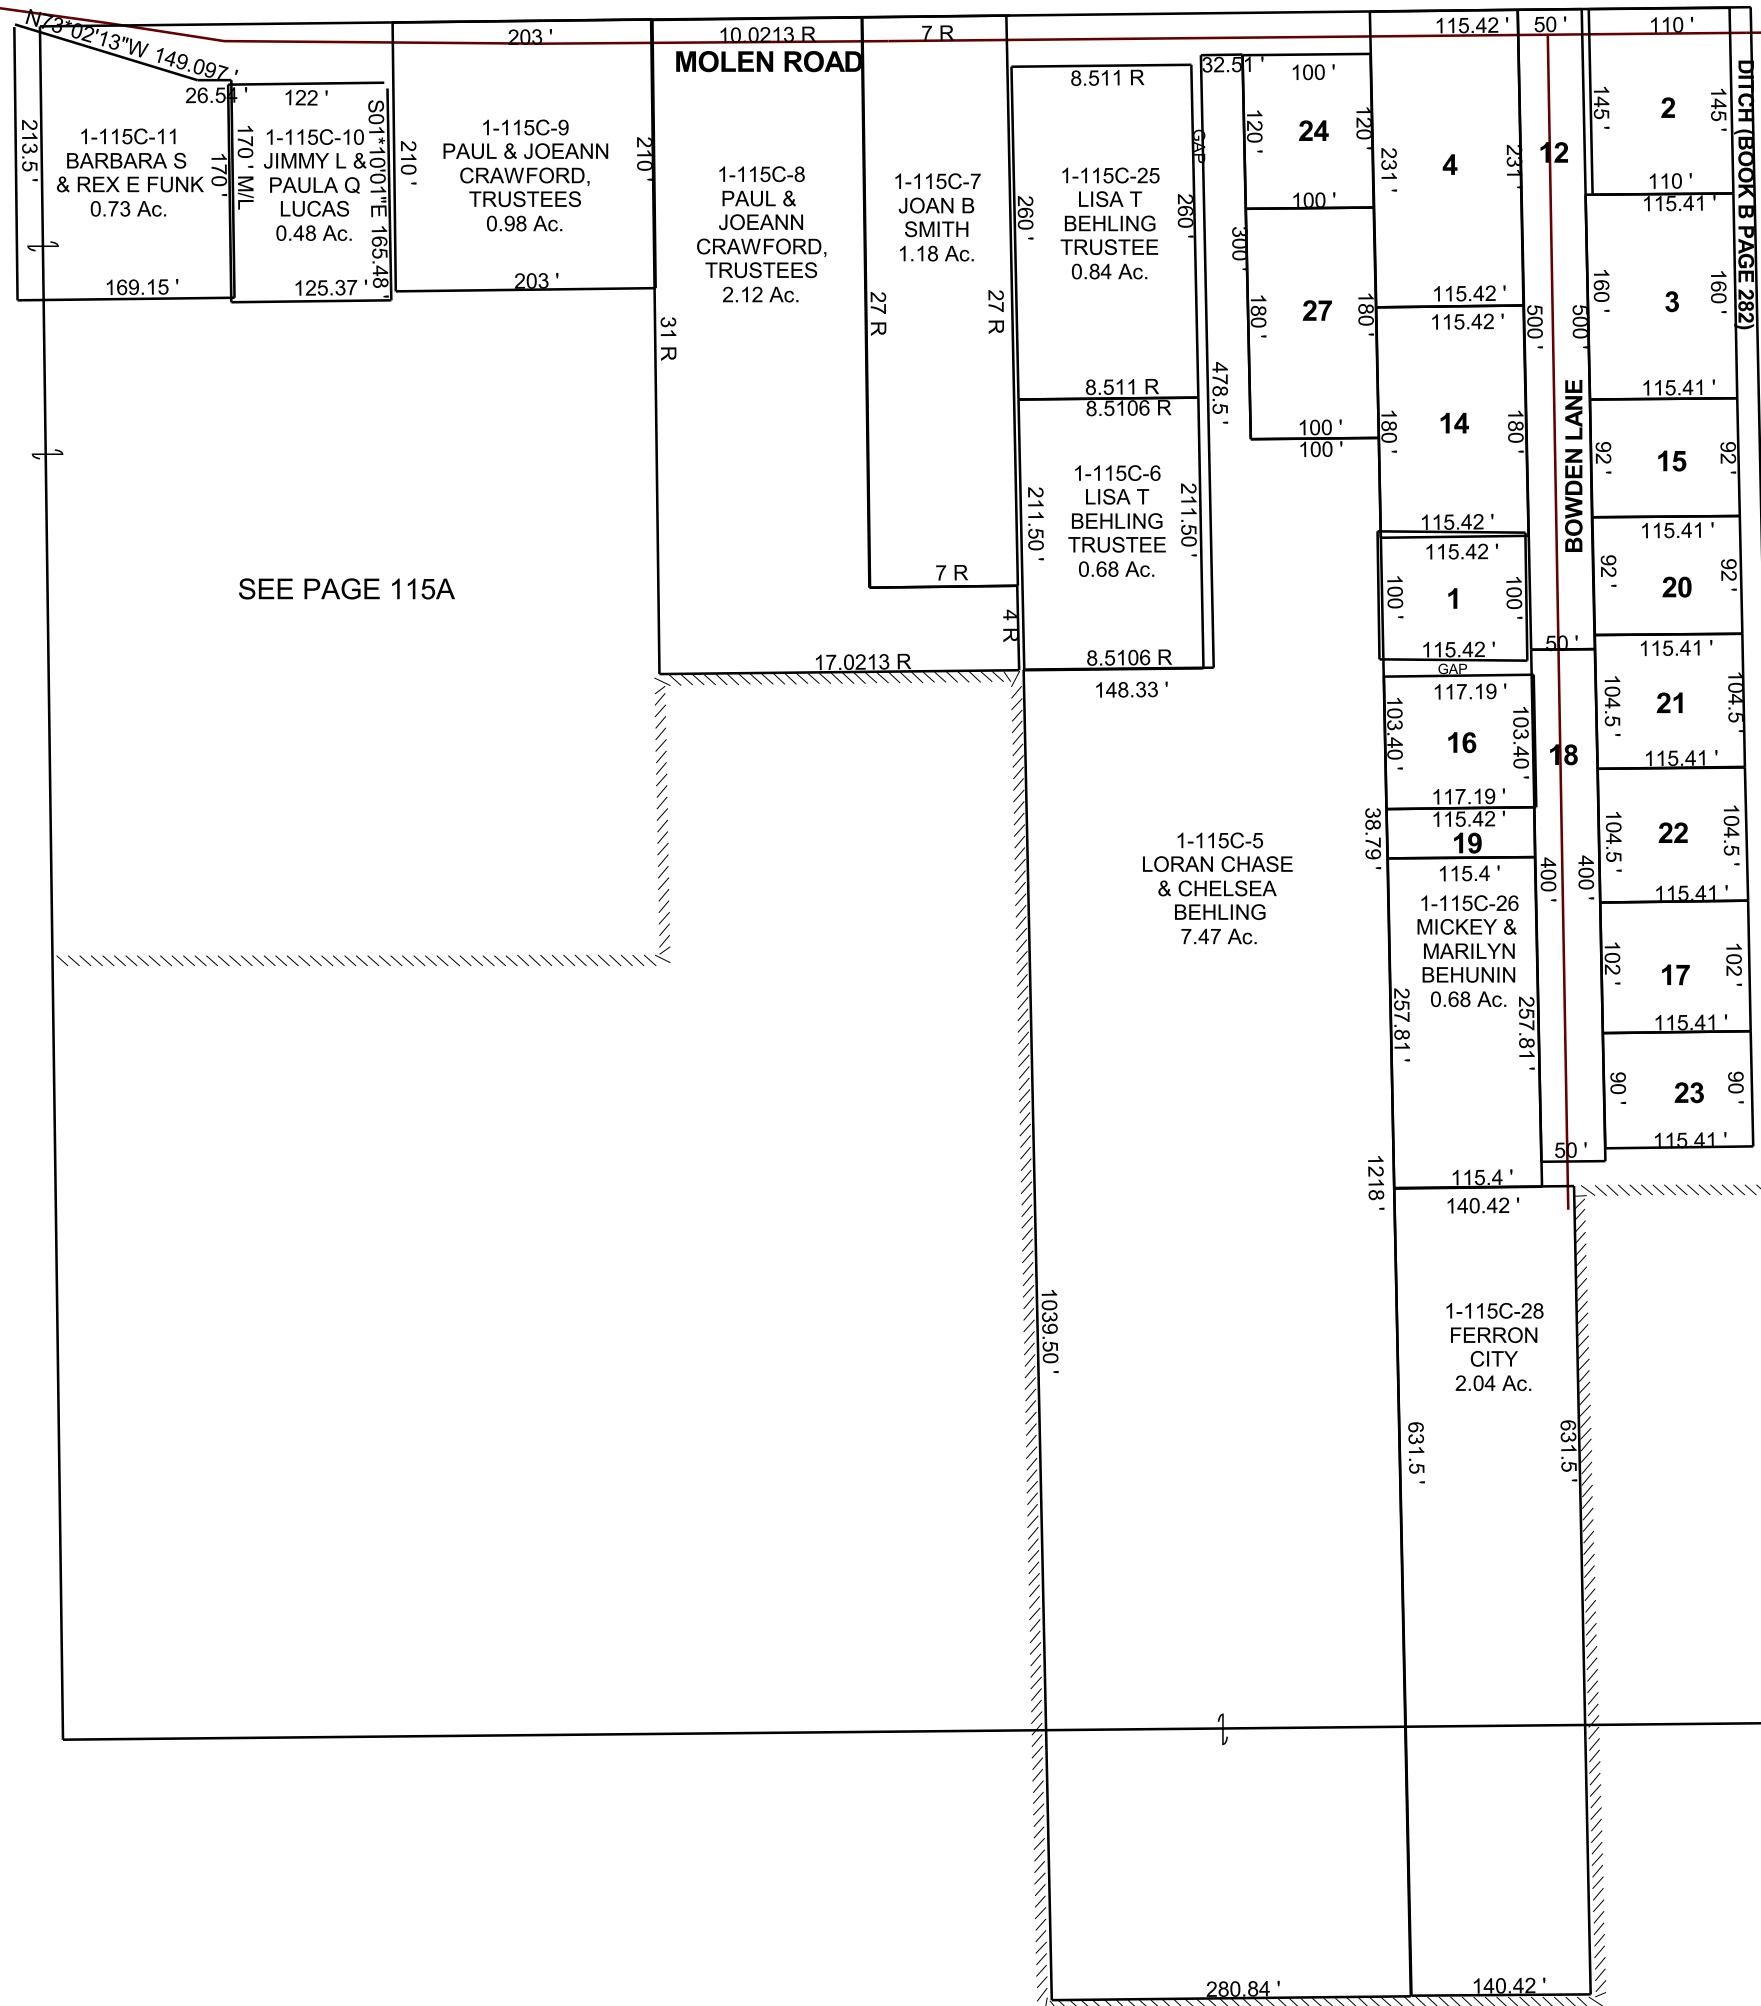 N73*02'13"W 149.097 '
203 '
10.0213 R
7 R
115.42 '
50 '
110 '
MOLEN ROAD
32.51'
100 '
8.511 R
26.54 '
122 '
213.5 '
1-115C-11
BARBARA S
& REX E FUNK
0.73 Ac.
170 '
170 ' M/L
1-115C-10
JIMMY L &
PAULA Q
LUCAS
0.48 Ac.
S01*10'01"E 165.48 '
210 '
1-115C-9
PAUL & JOEANN
CRAWFORD,
TRUSTEES
0.98 Ac.
210 '
1-115C-8
PAUL &
JOEANN
CRAWFORD,
TRUSTEES
2.12 Ac.
1-115C-7
JOAN B
SMITH
1.18 Ac.
260 '
1-115C-25
LISA T
BEHLING
TRUSTEE
0.84 Ac.
260 '
GAP
120 '
24
120 '
100 '
231 '
4
231 '
12
145 '
2
145 '
110 '
DITCH (BOOK B PAGE 282)
169.15 '
125.37 '
203 '
31 R
27 R
27 R
300 '
180 '
27
180 '
115.42 '
115.42 '
500 '
500 '
115.41 '
160 '
3
160 '
115.41 '
8.511 R
8.5106 R
478.5 '
100 '
100 '
180 '
14
180 '
BOWDEN LANE
92 '
15
92 '
SEE PAGE 115A
211.50 '
1-115C-6
LISA T
BEHLING
TRUSTEE
0.68 Ac.
211.50 '
115.42 '
115.42 '
115.41 '
92 '
20
92 '
7 R
4 R
100 '
1
100 '
115.42 '
50 '
115.41 '
17.0213 R
8.5106 R
148.33 '
GAP
117.19 '
103.40 '
16
103.40 '
117.19 '
18
104.5 '
21
104.5 '
115.41 '
38.79 '
115.42 '
19
115.4 '
104.5 '
22
104.5 '
115.41 '
1-115C-5
LORAN CHASE
& CHELSEA
BEHLING
7.47 Ac.
400 '
400 '
1-115C-26
MICKEY &
MARILYN
BEHUNIN
0.68 Ac.
257.81 '
257.81 '
102 '
17
102 '
115.41 '
90 '
23
90 '
115.41 '
50 '
1218 '
115.4 '
140.42 '
1039.50 '
1-115C-28
FERRON
CITY
2.04 Ac.
631.5 '
631.5 '
280.84 '
140.42 '